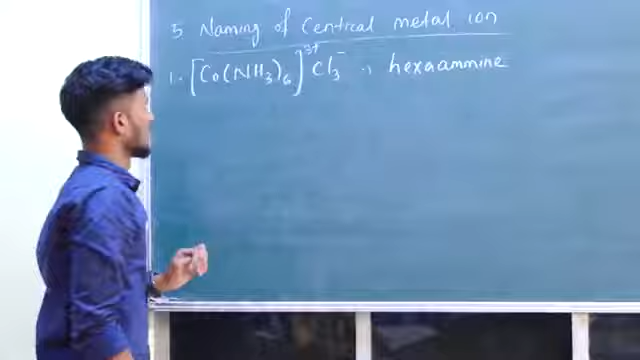 5 Naming of Central metal ion
1. [Co(NH₃)₆]³⁺ Cl₃⁻ , hexaammine